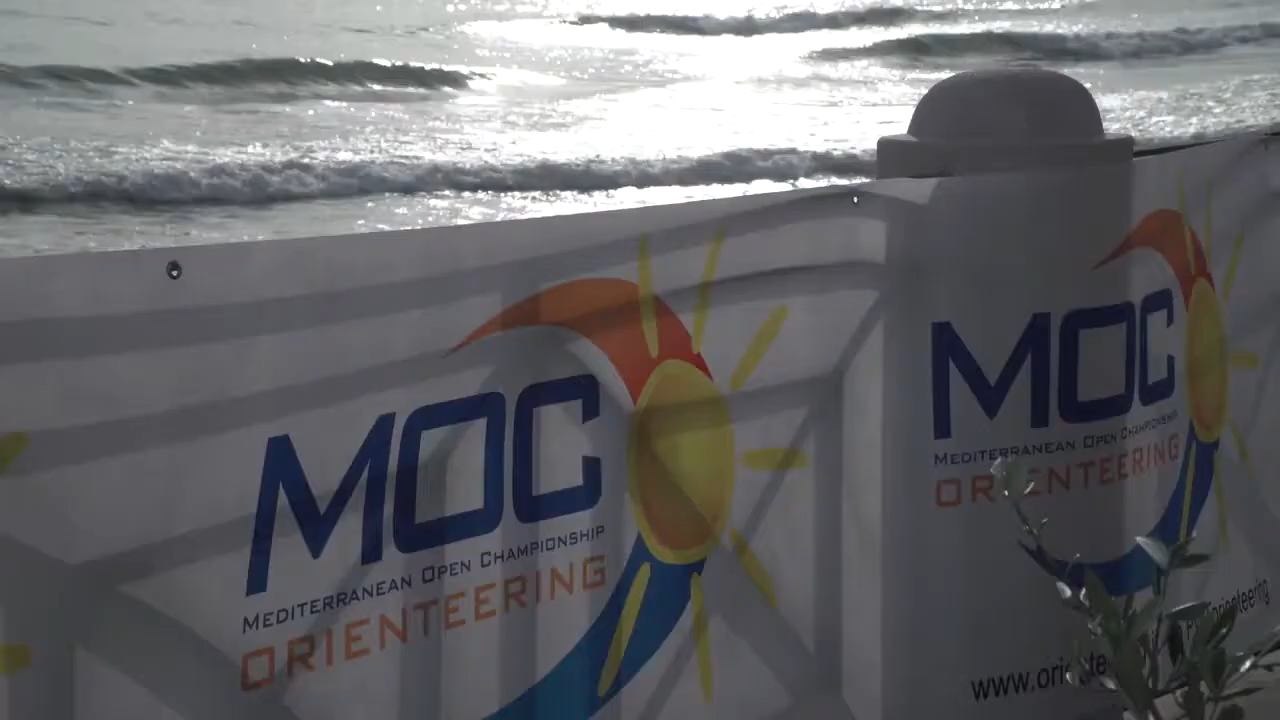 MOC
MEDITERRANEAN OPEN CHAMPIONSHIP
ORIENTEERING
MOC
MEDITERRANEAN OPEN CHAMPIONSHIP
ORIENTEERING